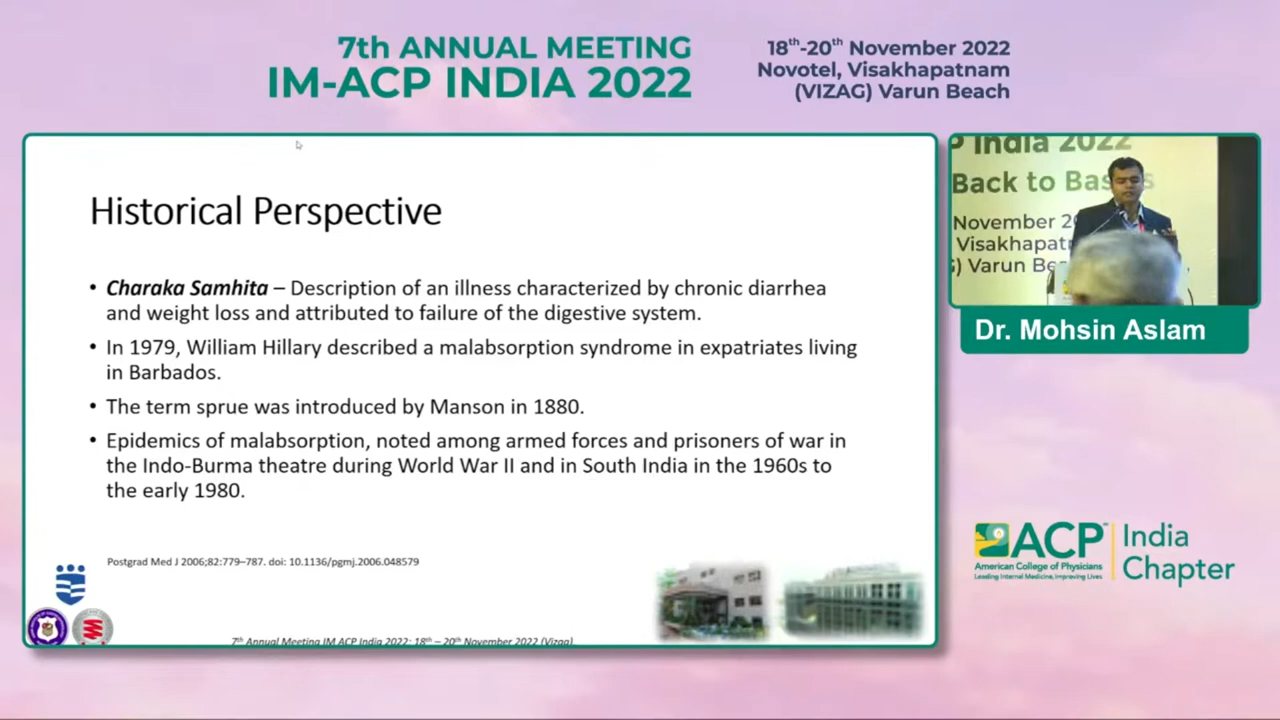 7th ANNUAL MEETING
IM-ACP INDIA 2022
18th-20th November 2022
Novotel, Visakhapatnam
(VIZAG) Varun Beach
Historical Perspective
• Charaka Samhita – Description of an illness characterized by chronic diarrhea
and weight loss and attributed to failure of the digestive system.
• In 1979, William Hillary described a malabsorption syndrome in expatriates living
in Barbados.
• The term sprue was introduced by Manson in 1880.
• Epidemics of malabsorption, noted among armed forces and prisoners of war in
the Indo-Burma theatre during World War II and in South India in the 1960s to
the early 1980.
Postgrad Med J 2006;82:779–787. doi: 10.1136/pgmj.2006.048579
7th Annual Meeting IM ACP India 2022: 18th – 20th November 2022 (Vizag)
P India 2022
Back to Bas s
November 2
Visakhapat
) Varun Be
Dr. Mohsin Aslam
ACP
American College of Physicians
Leading Internal Medicine, Improving Lives
India
Chapter